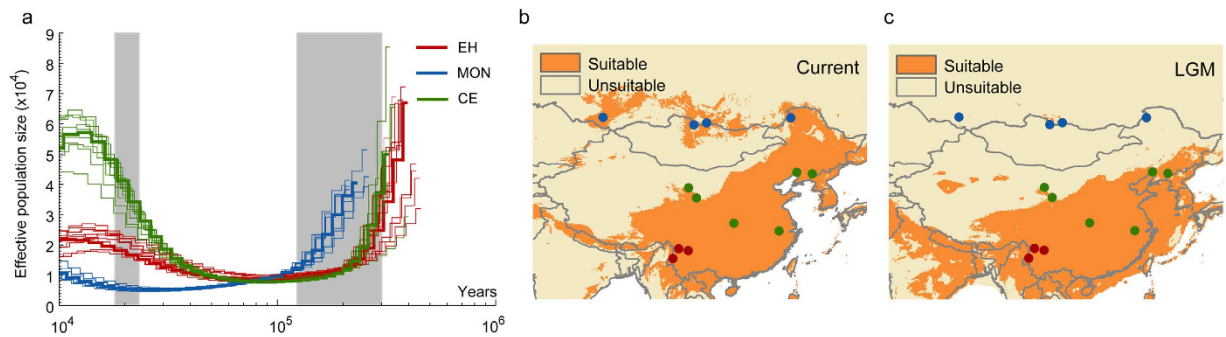 a
Effective population size (x10⁴)
9
8
7
6
5
4
3
2
1
0
10⁴
10⁵
10⁶
Years
EH
MON
CE
b
Suitable
Unsuitable
Current
c
Suitable
Unsuitable
LGM